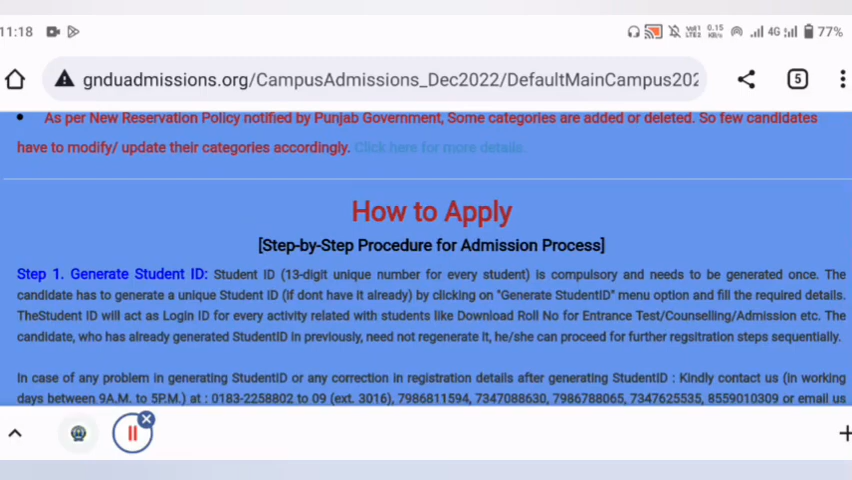 11:18 Vo)) LTE2 0.15 KB/s 4G 77%
gnduadmissions.org/CampusAdmissions_Dec2022/DefaultMainCampus202 5
• As per New Reservation Policy notified by Punjab Government, Some categories are added or deleted. So few candidates
have to modify/ update their categories accordingly. Click here for more details.
How to Apply
[Step-by-Step Procedure for Admission Process]
Step 1. Generate Student ID: Student ID (13-digit unique number for every student) is compulsory and needs to be generated once. The
candidate has to generate a unique Student ID (if dont have it already) by clicking on "Generate StudentID" menu option and fill the required details.
TheStudent ID will act as Login ID for every activity related with students like Download Roll No for Entrance Test/Counselling/Admission etc. The
candidate, who has already generated StudentID in previously, need not regenerate it, he/she can proceed for further regsitration steps sequentially.
In case of any problem in generating StudentID or any correction in registration details after generating StudentID : Kindly contact us (in working
days between 9A.M. to 5P.M.) at : 0183-2258802 to 09 (ext. 3016), 7986811594, 7347088630, 7986788065, 7347625535, 8559010309 or email us